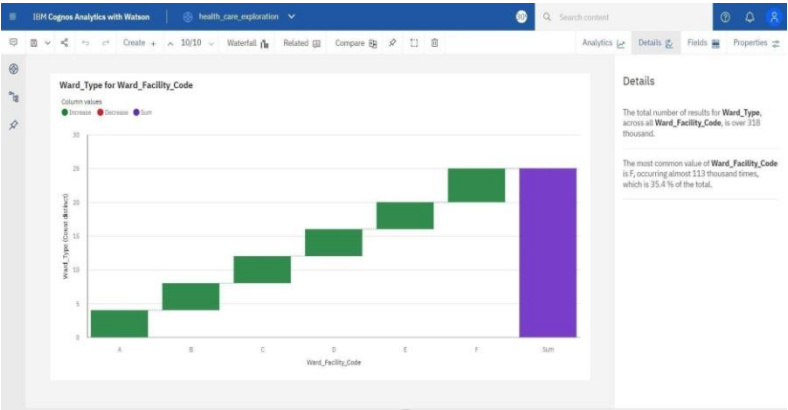 IBM Cognos Analytics with Watson
health_care_exploration
Search content
Create +
10/10
Waterfall
Related
Compare
Analytics
Details
Fields
Properties
Ward_Type for Ward_Facility_Code
Column values
Increase Decrease Sum
Ward_Type (Count distinct)
30
25
20
15
10
5
0
A B C D E F Sum
Ward_Facility_Code
Details
The total number of results for Ward_Type,
across all Ward_Facility_Code, is over 318
thousand.
The most common value of Ward_Facility_Code
is F, occurring almost 113 thousand times,
which is 35.4 % of the total.